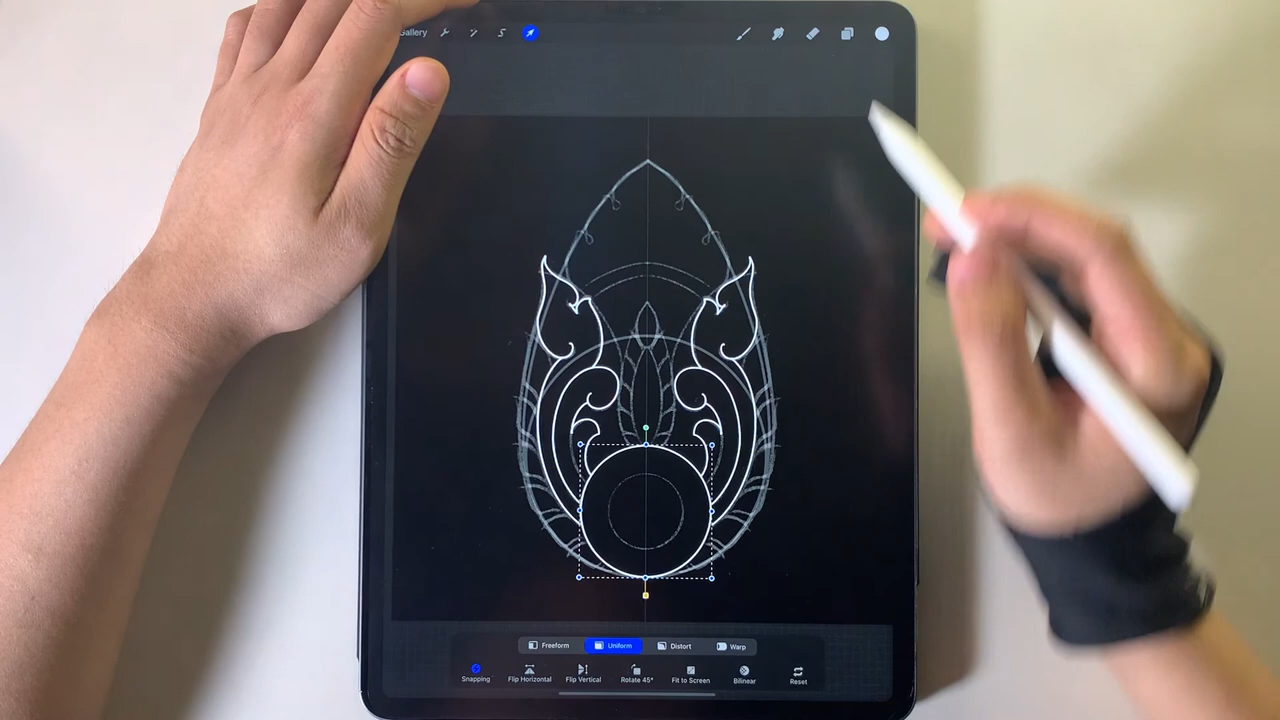 Gallery
Freeform Uniform Distort Warp
Snapping Flip Horizontal Flip Vertical Rotate 45° Fit to Screen Bilinear Reset